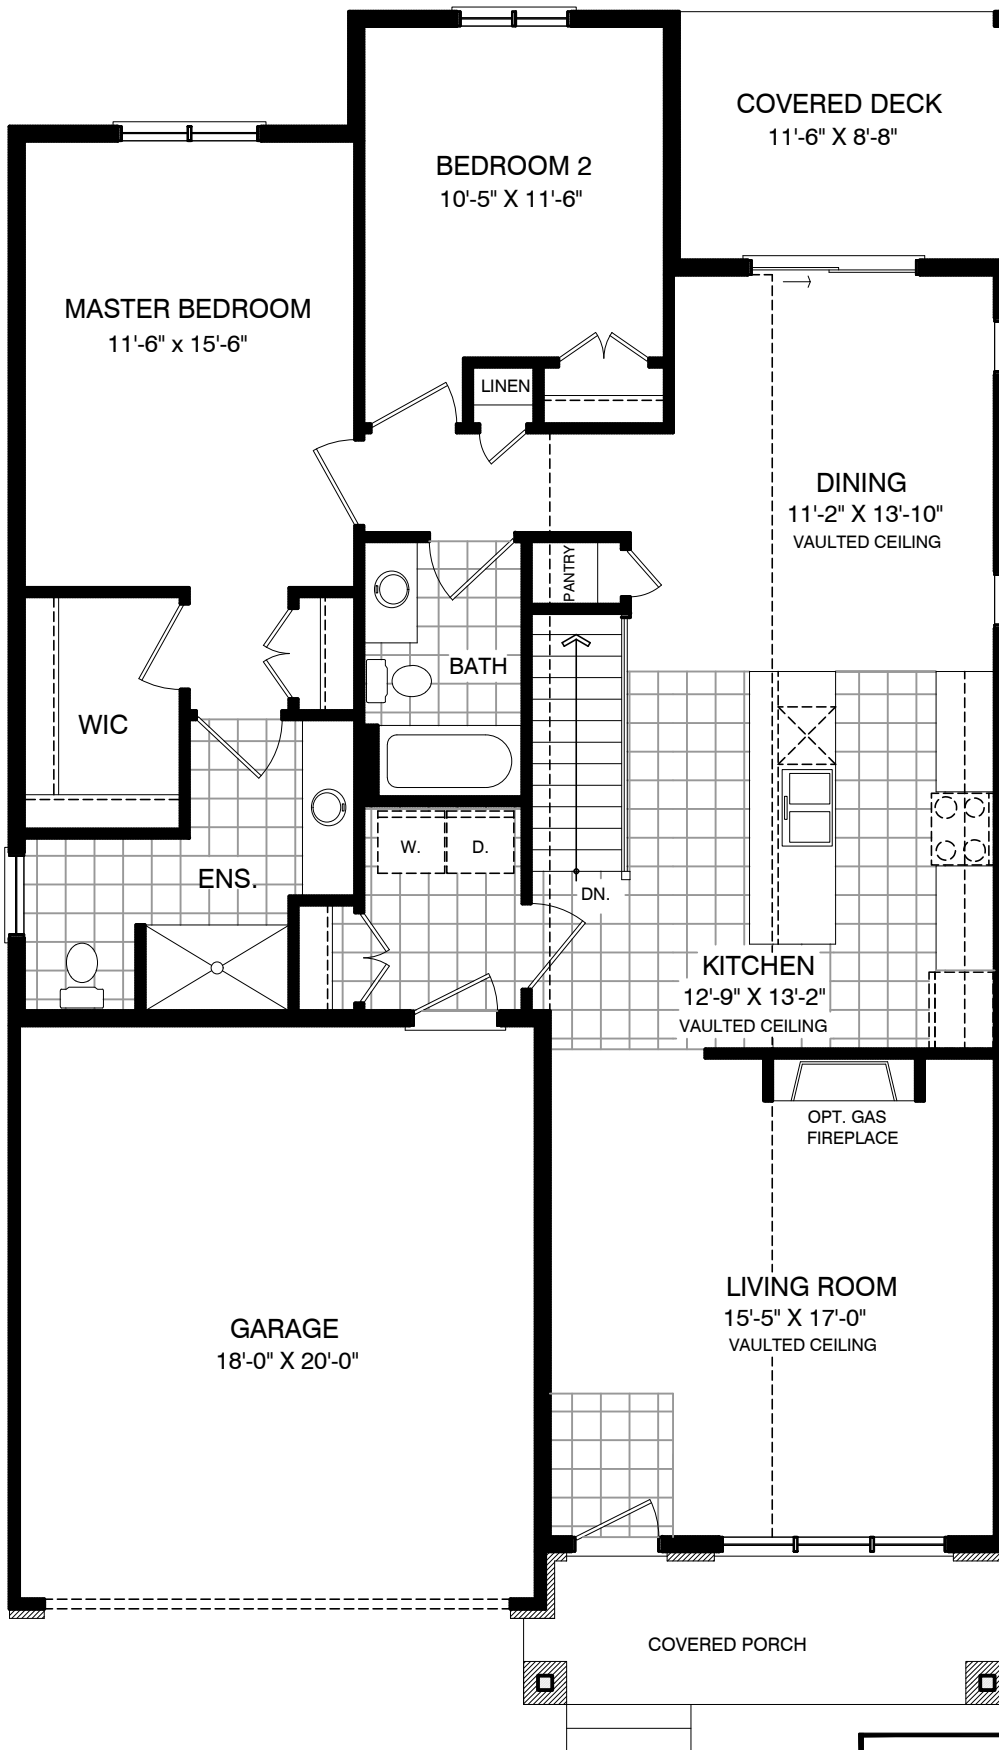 COVERED DECK
11'-6" X 8'-8"
BEDROOM 2
10'-5" X 11'-6"
MASTER BEDROOM
11'-6" x 15'-6"
LINEN
DINING
11'-2" X 13'-10"
VAULTED CEILING
PANTRY
BATH
WIC
W.
D.
ENS.
DN.
KITCHEN
12'-9" X 13'-2"
VAULTED CEILING
OPT. GAS
FIREPLACE
LIVING ROOM
15'-5" X 17'-0"
VAULTED CEILING
GARAGE
18'-0" X 20'-0"
COVERED PORCH